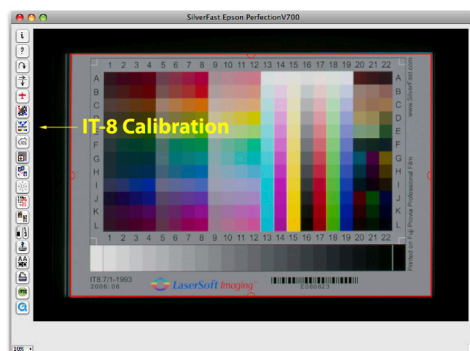 SilverFast Epson PerfectionV700
1 2 3 4 5 6 7 8 9 10 11 12 13 14 15 16 17 18 19 20 21 22
A A
B B
C C
D D
E E
F F
G G
H H
I I
J J
K K
L L
www.SilverFast.com
Printed on Fuji Provia Professional Film
IT-8 Calibration
1 2 3 4 5 6 7 8 9 10 11 12 13 14 15 16 17 18 19 20 21 22
IT8.7/1-1993
2006:06
LaserSoft Imaging™
E060623
10%